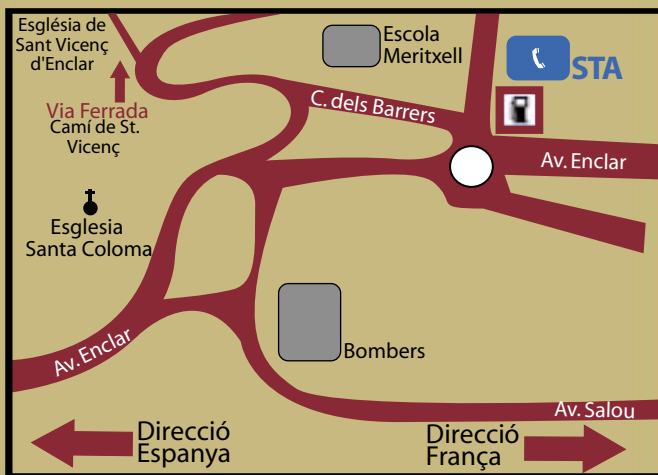 Església de
Sant Vicenç
d'Enclar
Via Ferrada
Camí de St.
Vicenç
Escola
Meritxell
STA
C. dels Barrers
Av. Enclar
Esglesia
Santa Coloma
Av. Enclar
Bombers
Av. Salou
Direcció
Espanya
Direcció
França